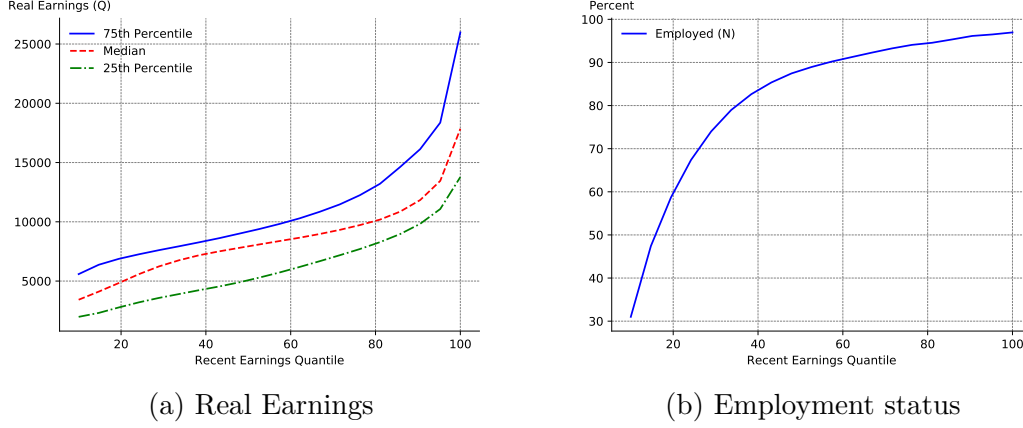 Real Earnings (Q)
75th Percentile
Median
25th Percentile
25000
20000
15000
10000
5000
20 40 60 80 100
Recent Earnings Quantile
(a) Real Earnings
Percent
Employed (N)
100
90
80
70
60
50
40
30
20 40 60 80 100
Recent Earnings Quantile
(b) Employment status